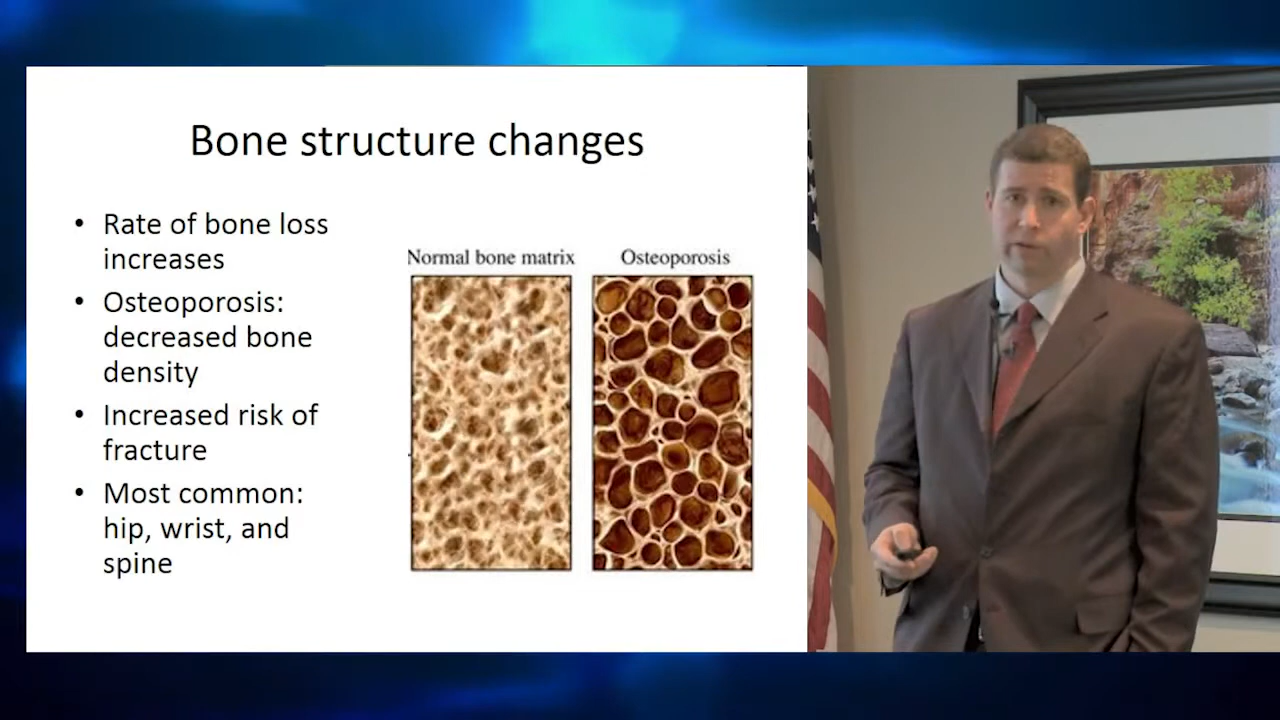 Bone structure changes
• Rate of bone loss
increases
• Osteoporosis:
decreased bone
density
• Increased risk of
fracture
• Most common:
hip, wrist, and
spine
Normal bone matrix
Osteoporosis